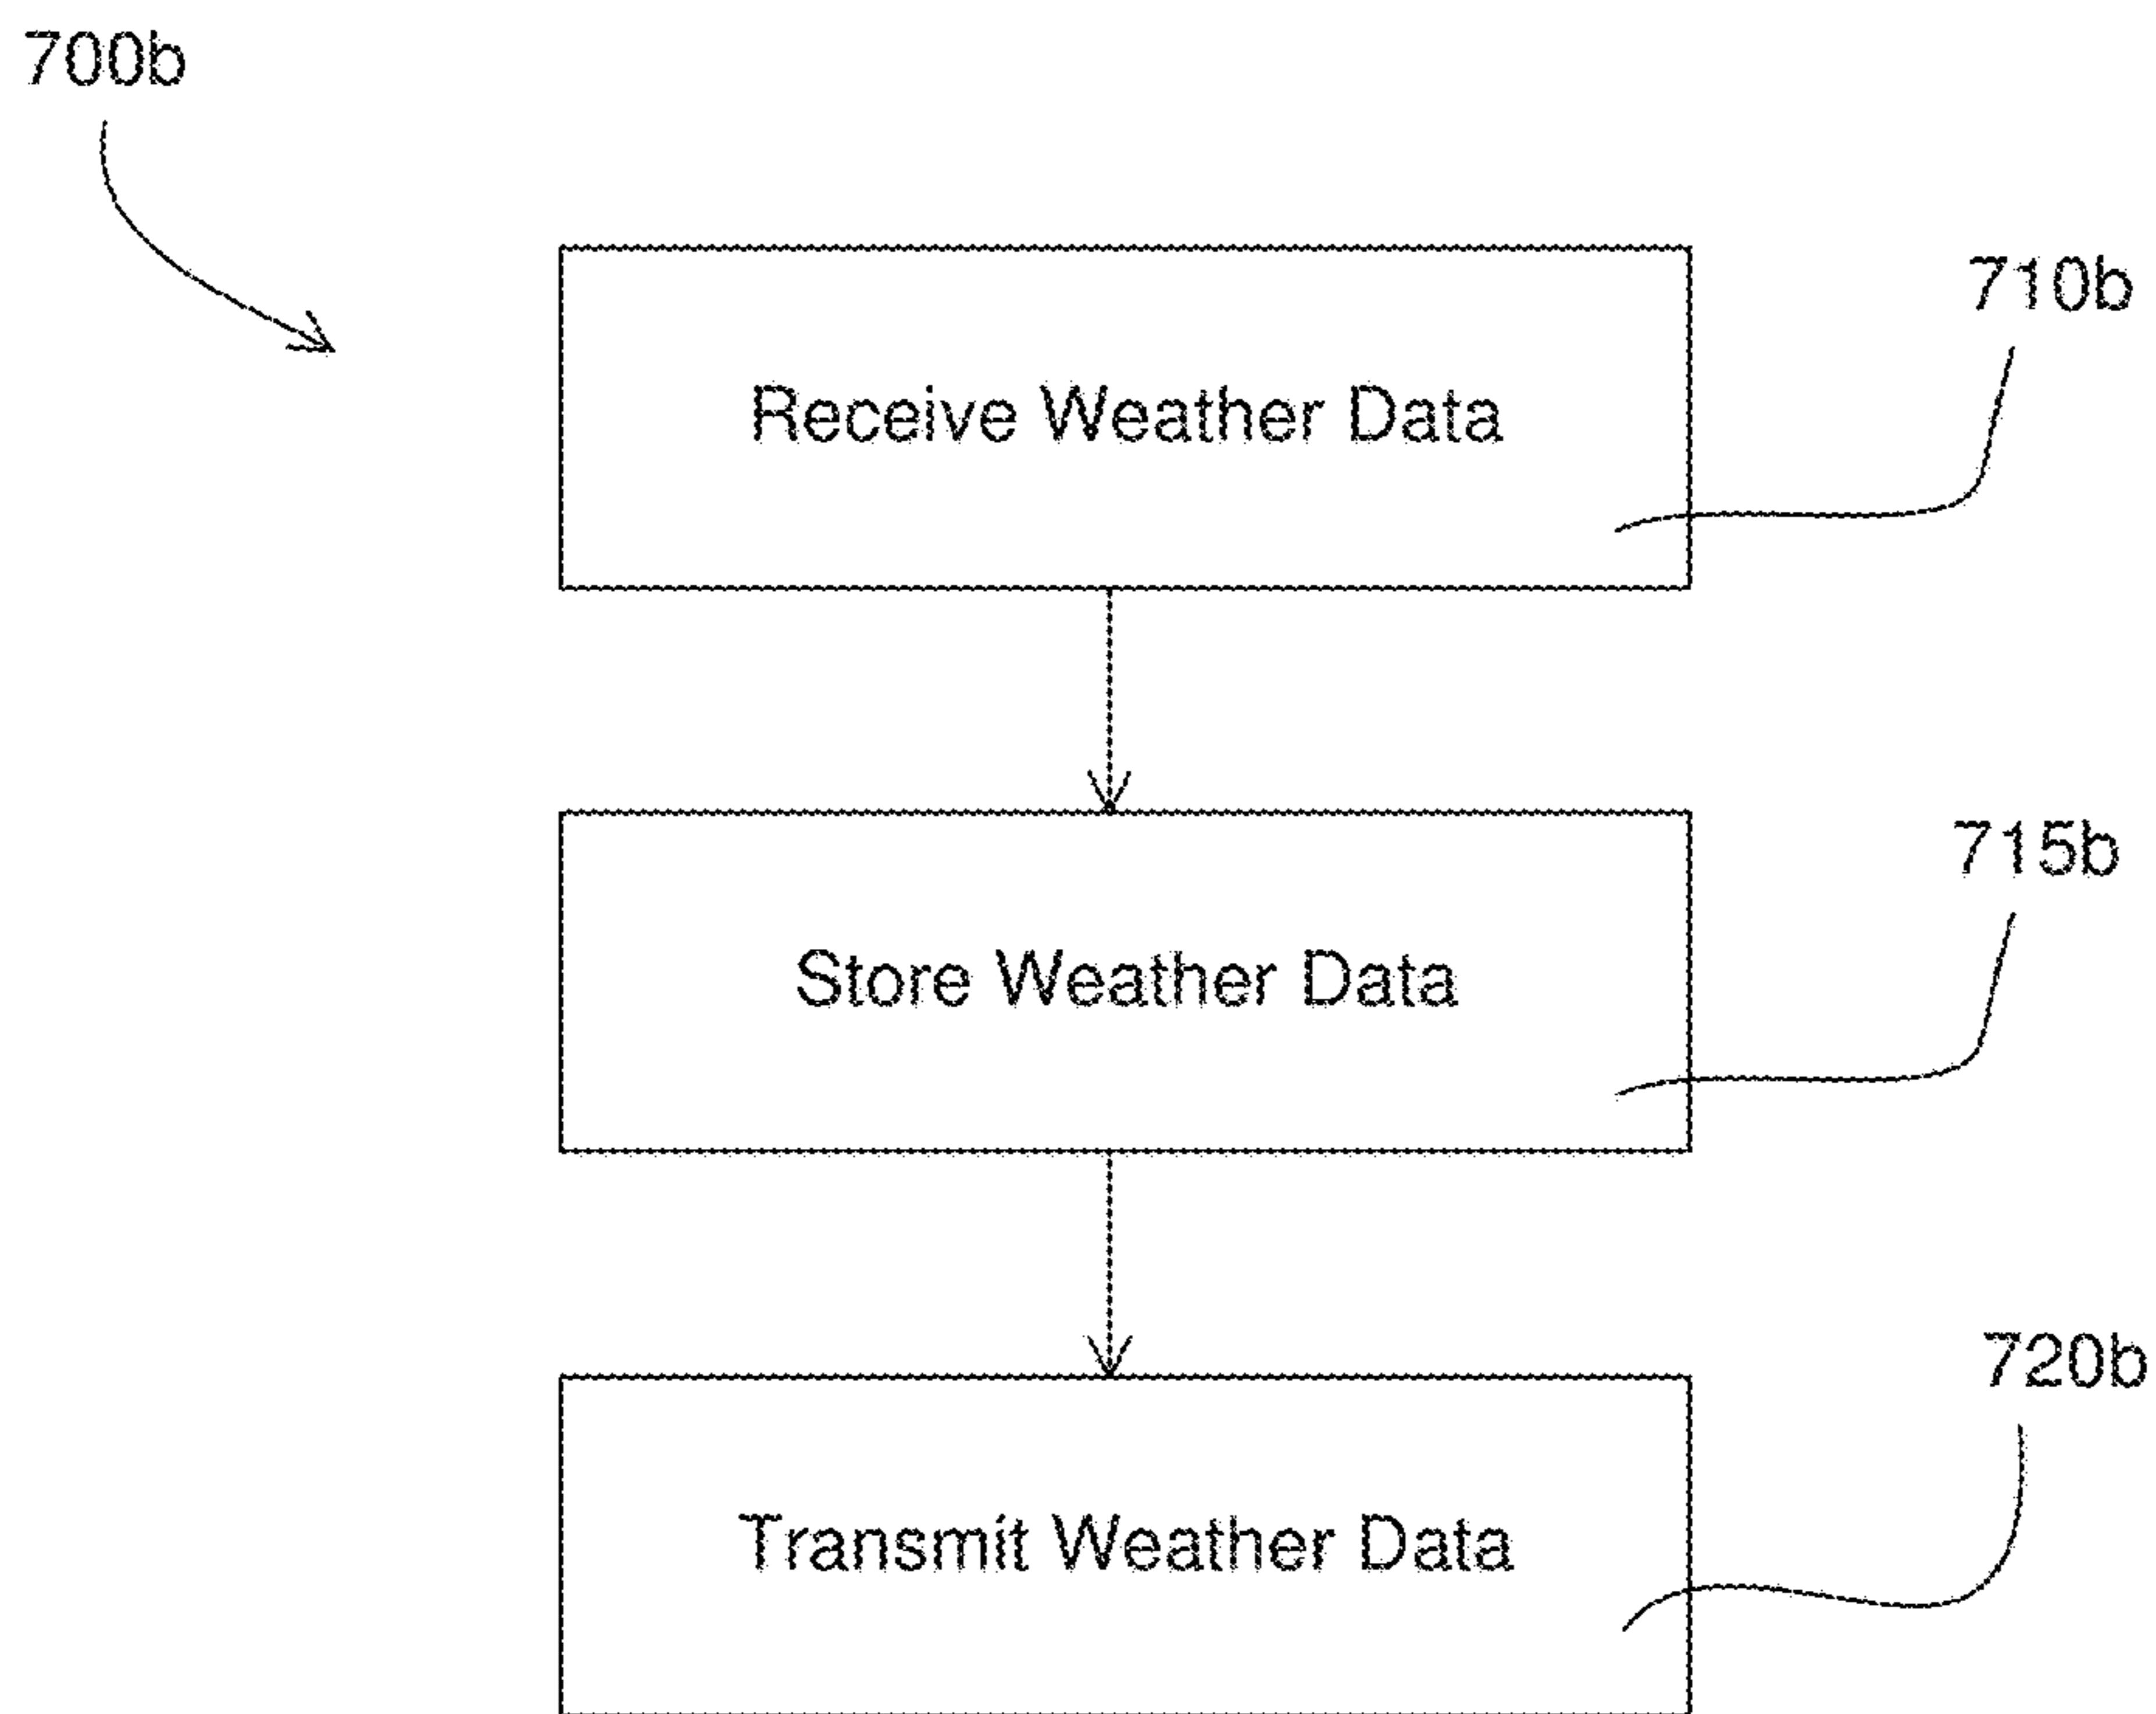 700b
710b
Receive Weather Data
715b
Store Weather Data
720b
Transmit Weather Data